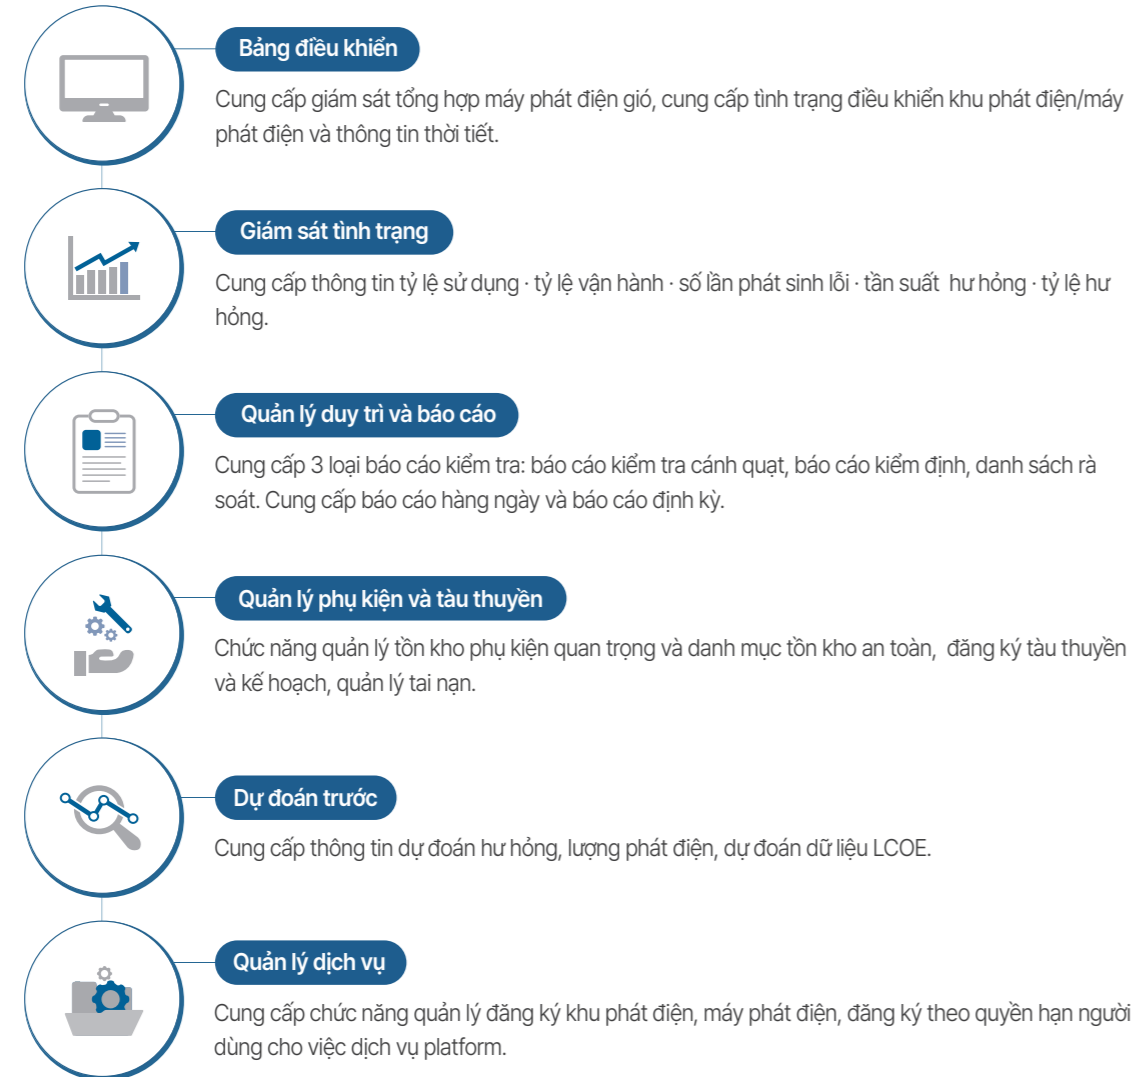 Bảng điều khiển
Cung cấp giám sát tổng hợp máy phát điện gió, cung cấp tình trạng điều khiển khu phát điện/máy
phát điện và thông tin thời tiết.
Giám sát tình trạng
Cung cấp thông tin tỷ lệ sử dụng · tỷ lệ vận hành · số lần phát sinh lỗi · tần suất hư hỏng · tỷ lệ hư
hỏng.
Quản lý duy trì và báo cáo
Cung cấp 3 loại báo cáo kiểm tra: báo cáo kiểm tra cánh quạt, báo cáo kiểm định, danh sách rà
soát. Cung cấp báo cáo hàng ngày và báo cáo định kỳ.
Quản lý phụ kiện và tàu thuyền
Chức năng quản lý tồn kho phụ kiện quan trọng và danh mục tồn kho an toàn, đăng ký tàu thuyền
và kế hoạch, quản lý tai nạn.
Dự đoán trước
Cung cấp thông tin dự đoán hư hỏng, lượng phát điện, dự đoán dữ liệu LCOE.
Quản lý dịch vụ
Cung cấp chức năng quản lý đăng ký khu phát điện, máy phát điện, đăng ký theo quyền hạn người
dùng cho việc dịch vụ platform.